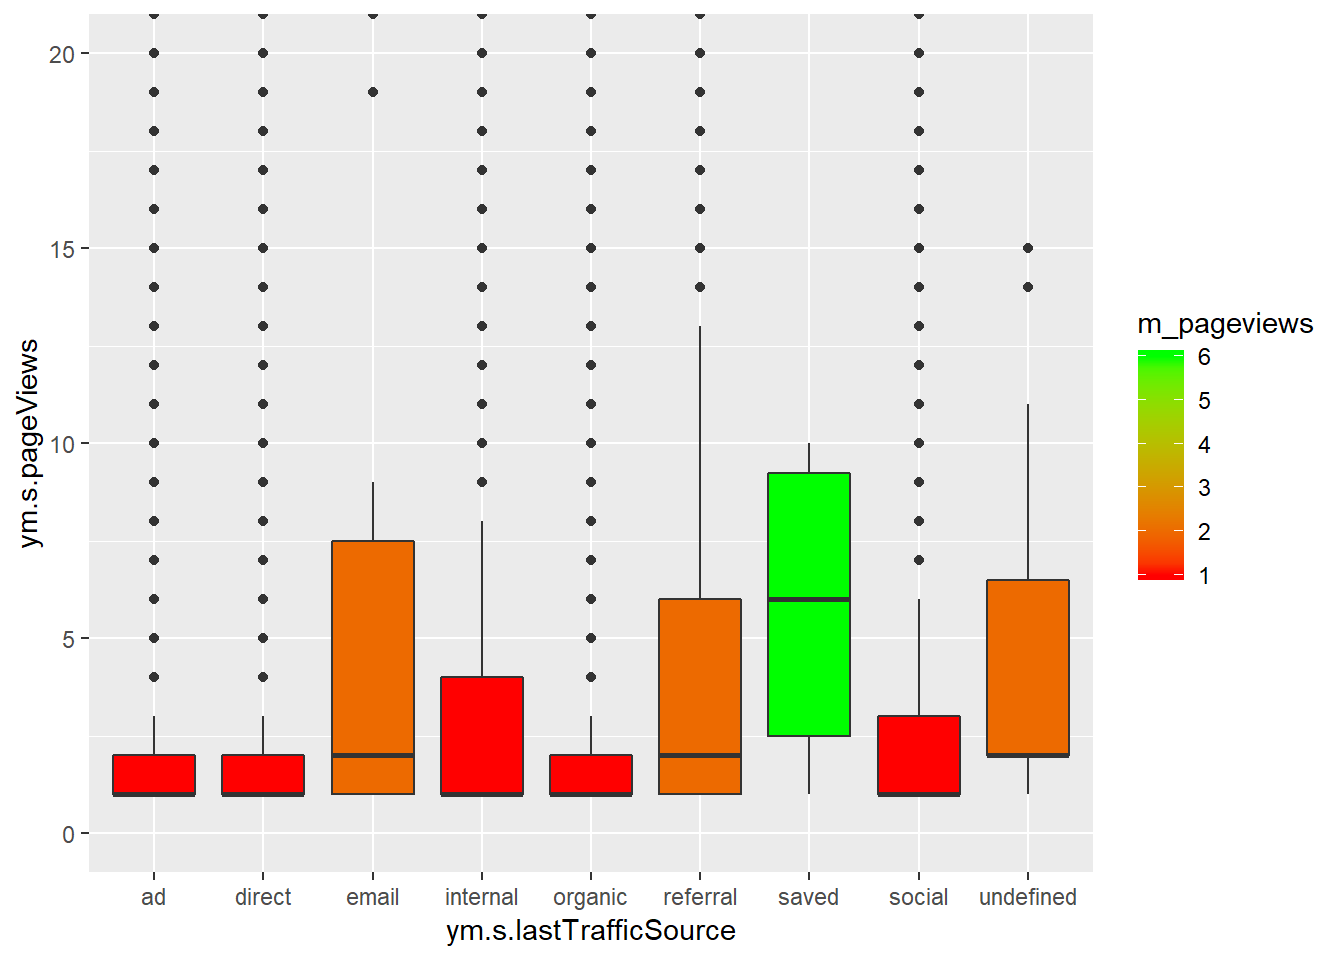 20
15
10
5
0
ym.s.pageViews
ad direct email internal organic referral saved social undefined
ym.s.lastTrafficSource
m_pageviews
6
5
4
3
2
1